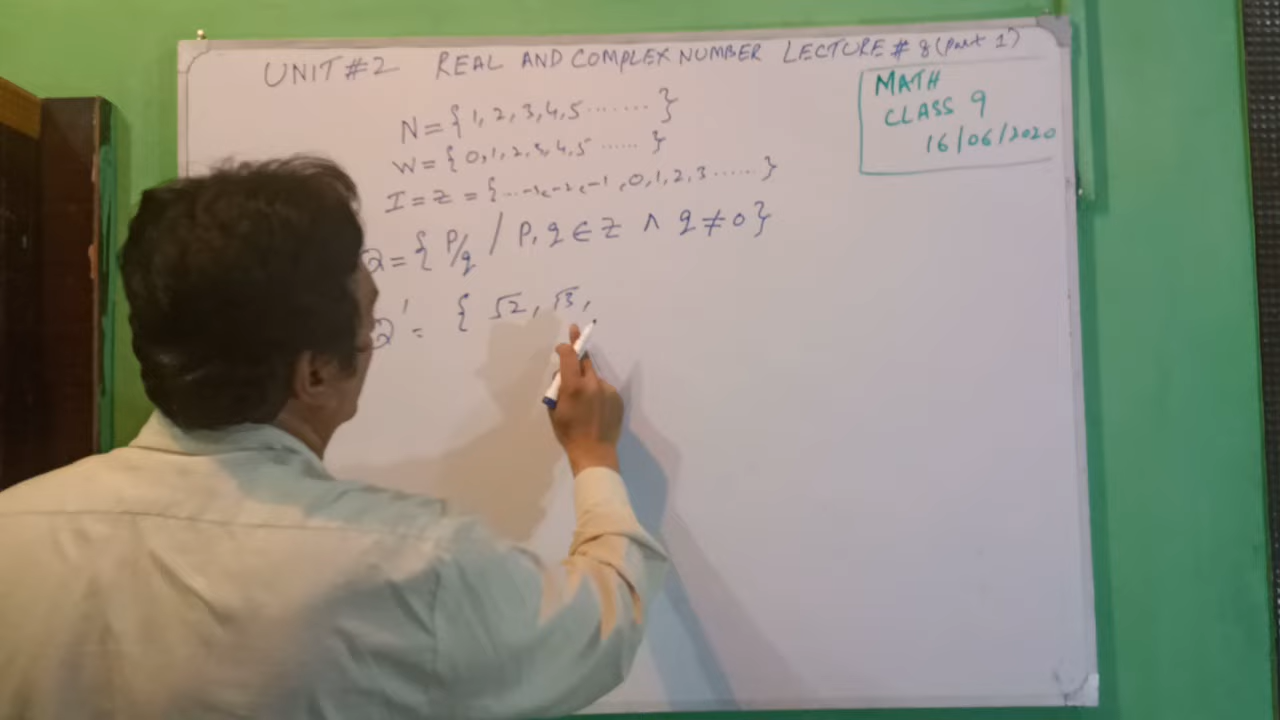 UNIT #2 REAL AND COMPLEX NUMBER LECTURE # 8 (Part 1)
MATH
CLASS 9
16/06/2020
N = { 1, 2, 3, 4, 5 ....... }
W = { 0, 1, 2, 3, 4, 5 ...... }
I = Z = { ... -3, -2, -1, 0, 1, 2, 3 ...... }
Q = { P/q / P, q ∈ Z ∧ q ≠ 0 }
Q' = { √2, √3,